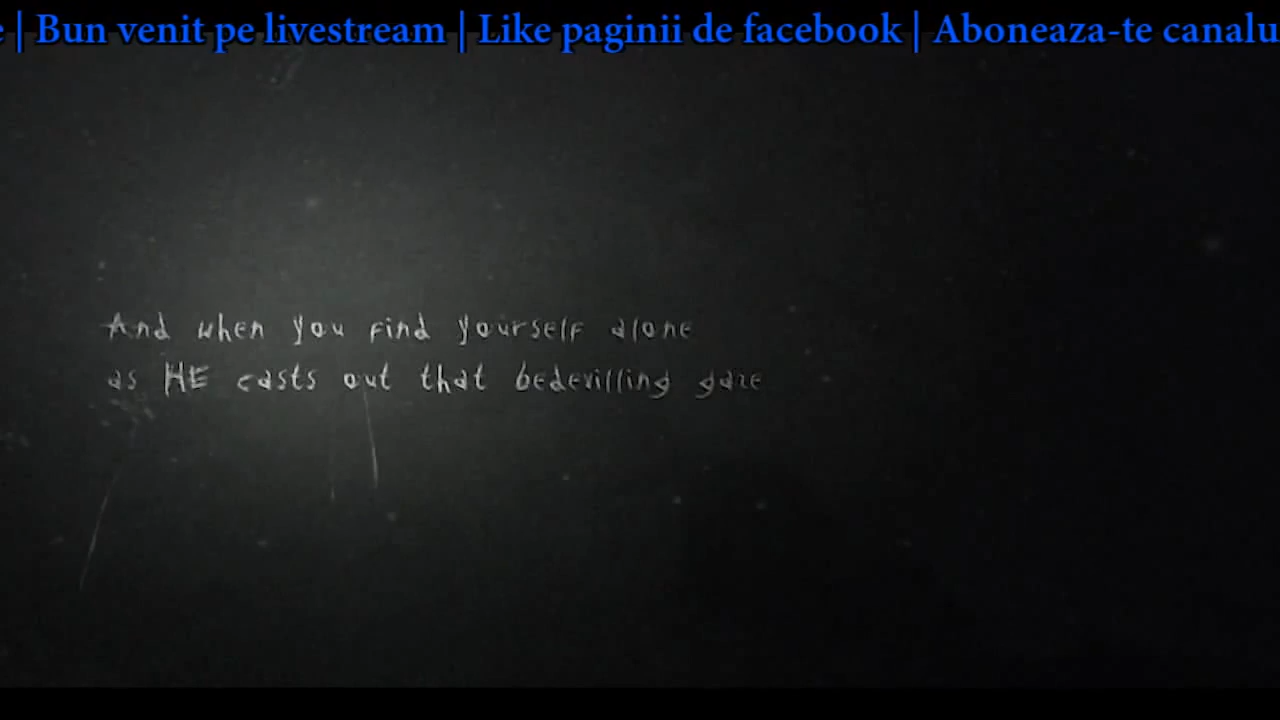 e | Bun venit pe livestream | Like paginii de facebook | Aboneaza-te canalu
And when you find yourself alone
as HE casts out that bedevilling gaze